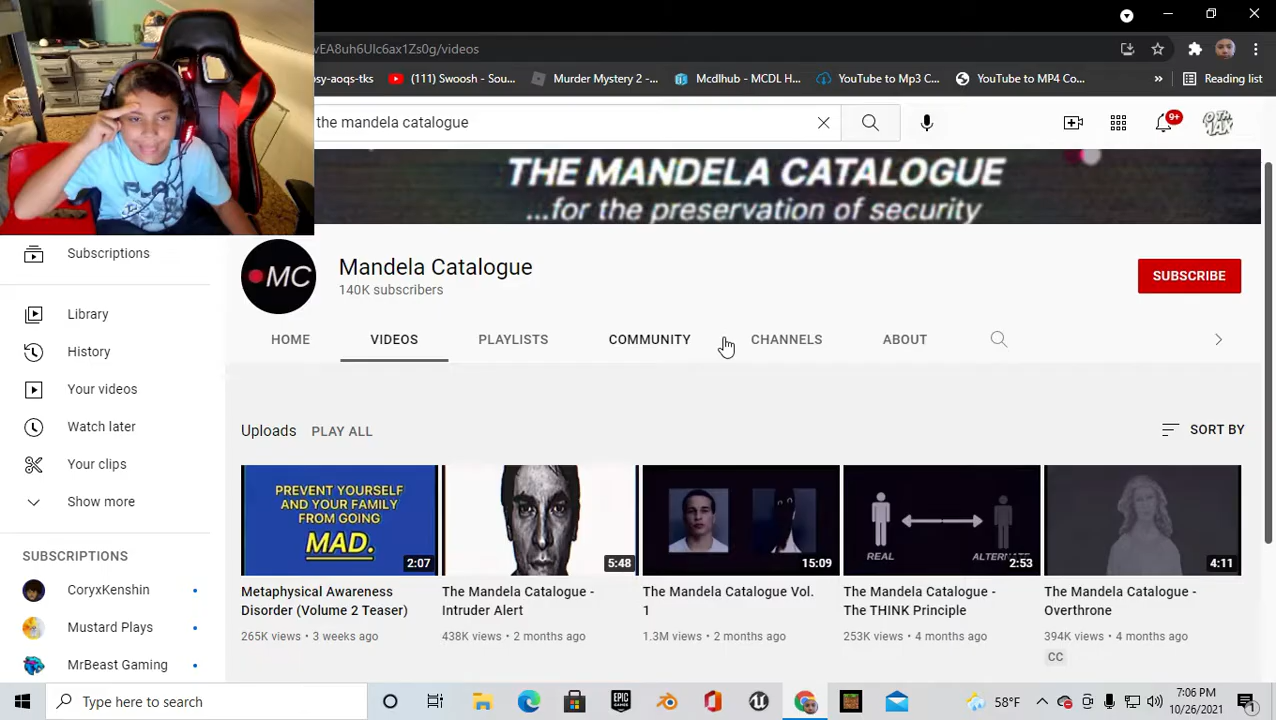 vEA8uh6Ulc6ax1Zs0g/videos
osy-aoqs-tks
(111) Swoosh - Sou...
Murder Mystery 2 -...
Mcdlhub - MCDL H...
YouTube to Mp3 C...
YouTube to MP4 Co...
»
Reading list
the mandela catalogue
9+
THE MANDELA CATALOGUE
...for the preservation of security
Subscriptions
MC
Mandela Catalogue
140K subscribers
SUBSCRIBE
Library
HOME
VIDEOS
PLAYLISTS
COMMUNITY
CHANNELS
ABOUT
History
Your videos
Watch later
Uploads
PLAY ALL
SORT BY
Your clips
Show more
PREVENT YOURSELF
AND YOUR FAMILY
FROM GOING
MAD.
2:07
5:48
15:09
REAL
2:53
4:11
SUBSCRIPTIONS
CoryxKenshin
Mustard Plays
MrBeast Gaming
Metaphysical Awareness
Disorder (Volume 2 Teaser)
265K views • 3 weeks ago
The Mandela Catalogue -
Intruder Alert
438K views • 2 months ago
The Mandela Catalogue Vol.
1
1.3M views • 2 months ago
The Mandela Catalogue -
The THINK Principle
253K views • 4 months ago
The Mandela Catalogue -
Overthrone
394K views • 4 months ago
CC
Type here to search
EPIC
GAMES
58°F
7:06 PM
10/26/2021
1